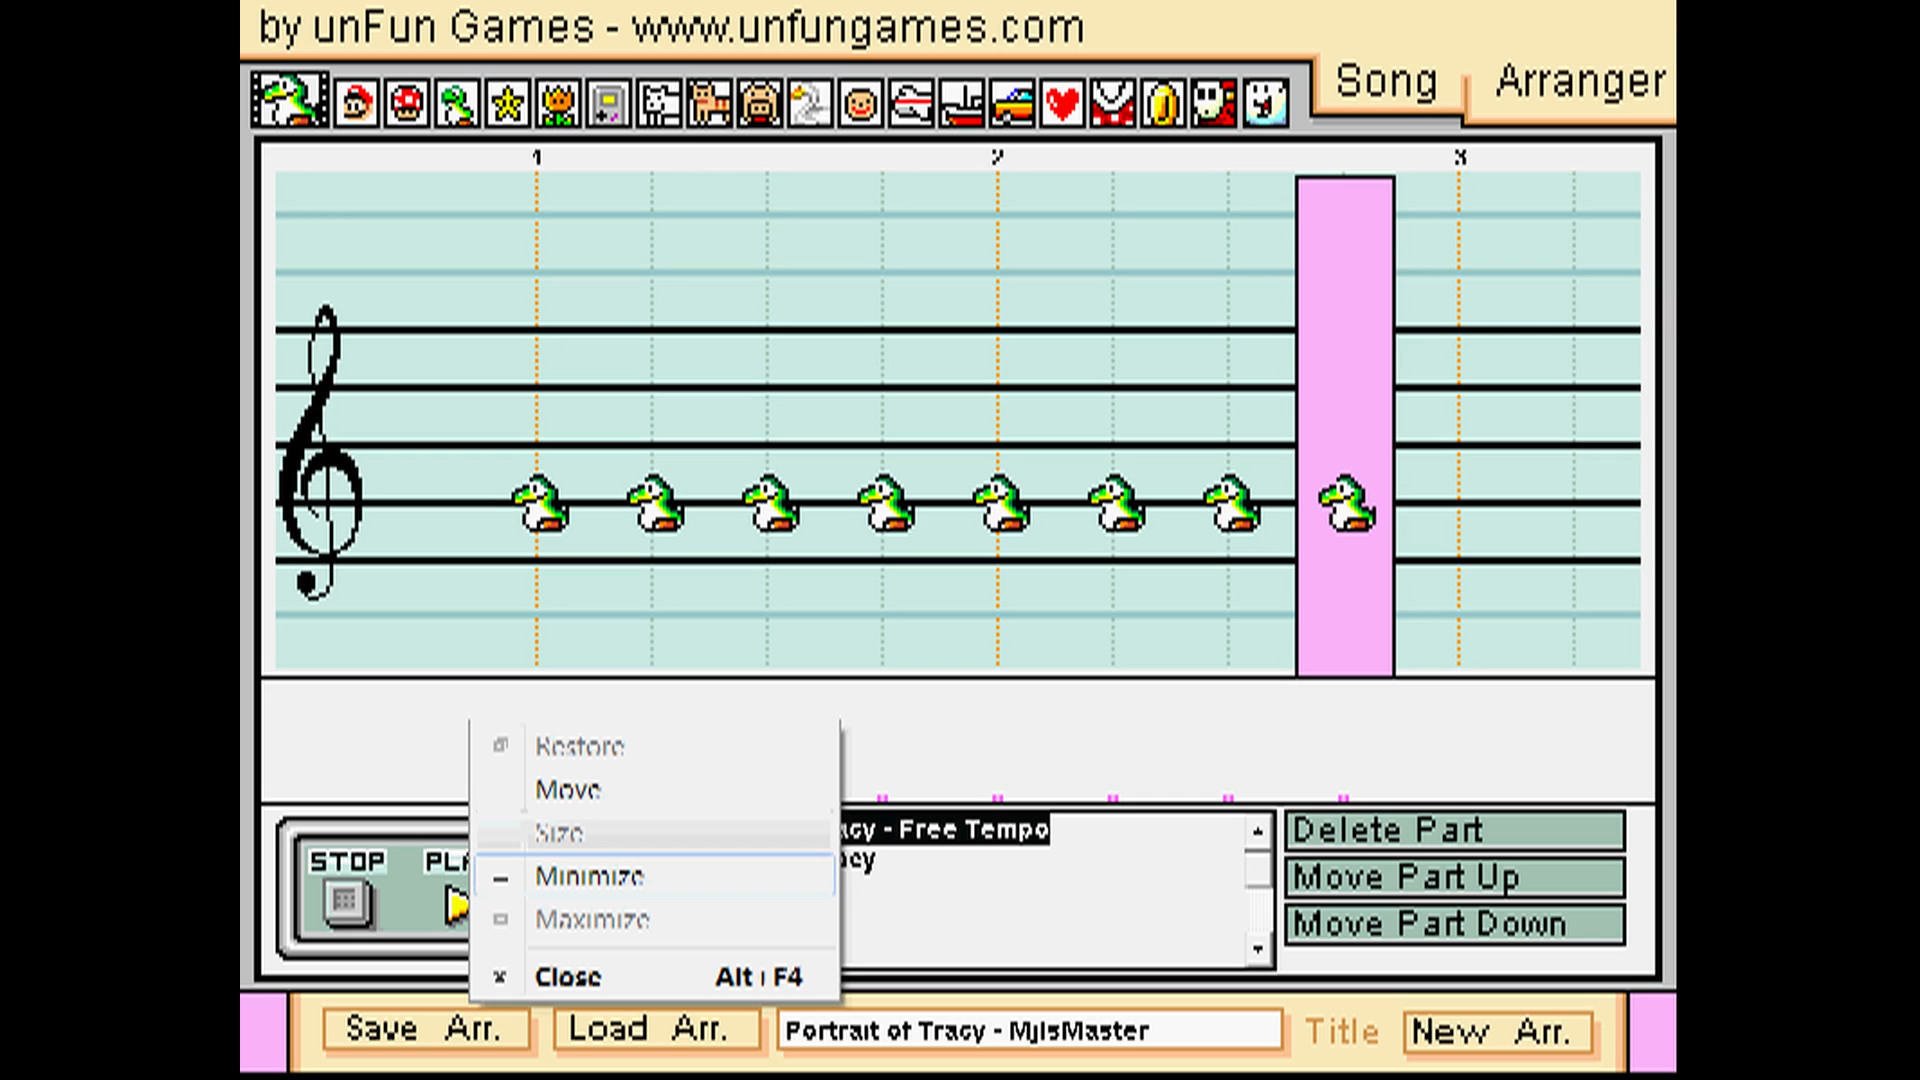 by unFun Games - www.unfungames.com
Song Arranger
1 2 3
Restore
Move
Size
Minimize
Maximize
Close Alt+F4
STOP
- Free Tempo
Delete Part
Move Part Up
Move Part Down
Save Arr.
Load Arr.
Portrait of Tracy - MjlsMaster
Title
New Arr.